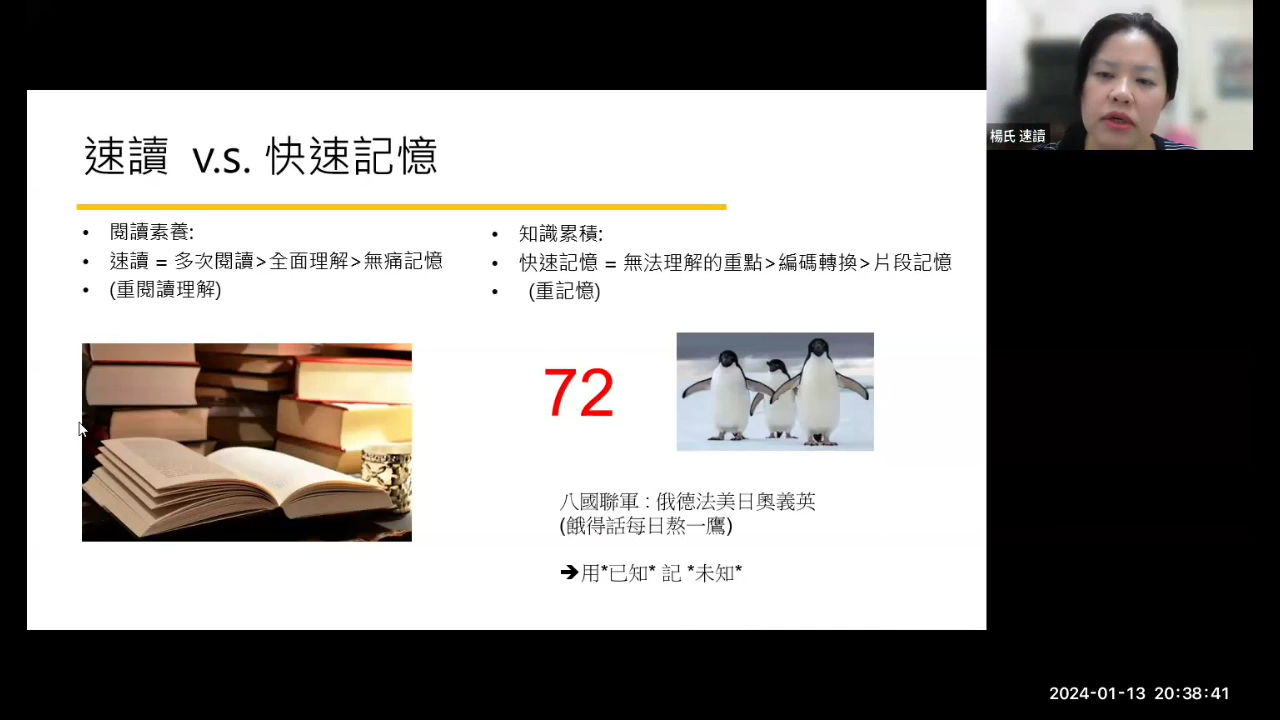 速讀 v.s. 快速記憶
• 閱讀素養:
• 速讀 = 多次閱讀>全面理解>無痛記憶
• (重閱讀理解)
• 知識累積:
• 快速記憶 = 無法理解的重點>編碼轉換>片段記憶
• (重記憶)
72
八國聯軍 : 俄德法美日奧義英
(餓得話每日熬一鷹)
➔用*已知* 記 *未知*
楊氏 速讀
2024-01-13 20:38:41